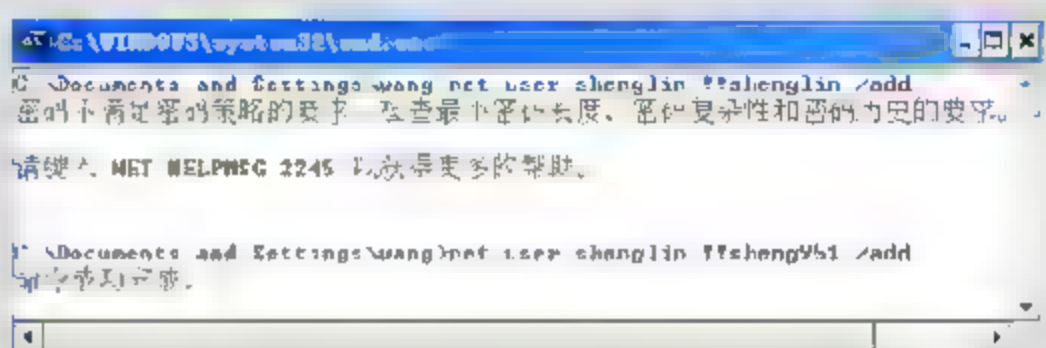 C:\WINDOWS\system32\cmd.exe
C:\Documents and Settings\wang>net user shenglin !!shenglin /add
密码不满足密码策略的要求。检查最小密码长度、密码复杂性和密码历史的要求。
请键入 NET HELPMSG 2245 以获得更多的帮助。
C:\Documents and Settings\wang>net user shenglin /add
命令成功完成。